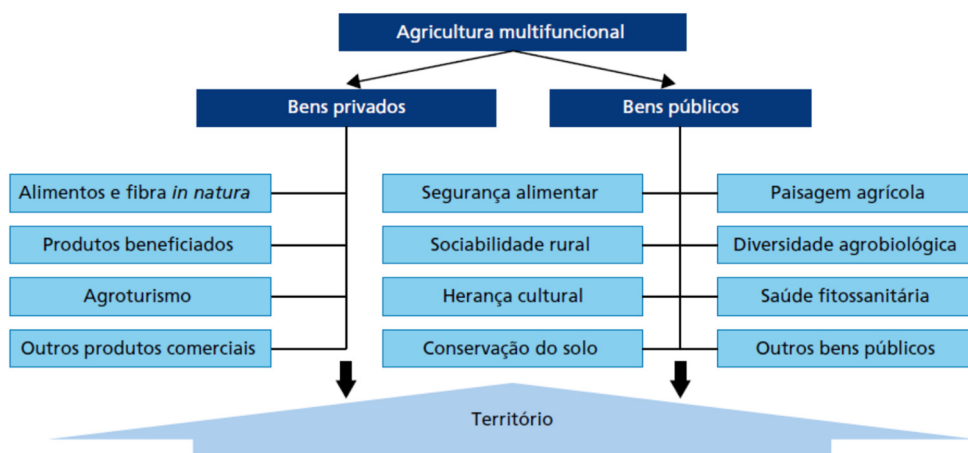 Agricultura multifuncional
Bens privados
Bens públicos
Alimentos e fibra in natura
Segurança alimentar
Paisagem agrícola
Produtos beneficiados
Sociabilidade rural
Diversidade agrobiológica
Agroturismo
Herança cultural
Saúde fitossanitária
Outros produtos comerciais
Conservação do solo
Outros bens públicos
Território